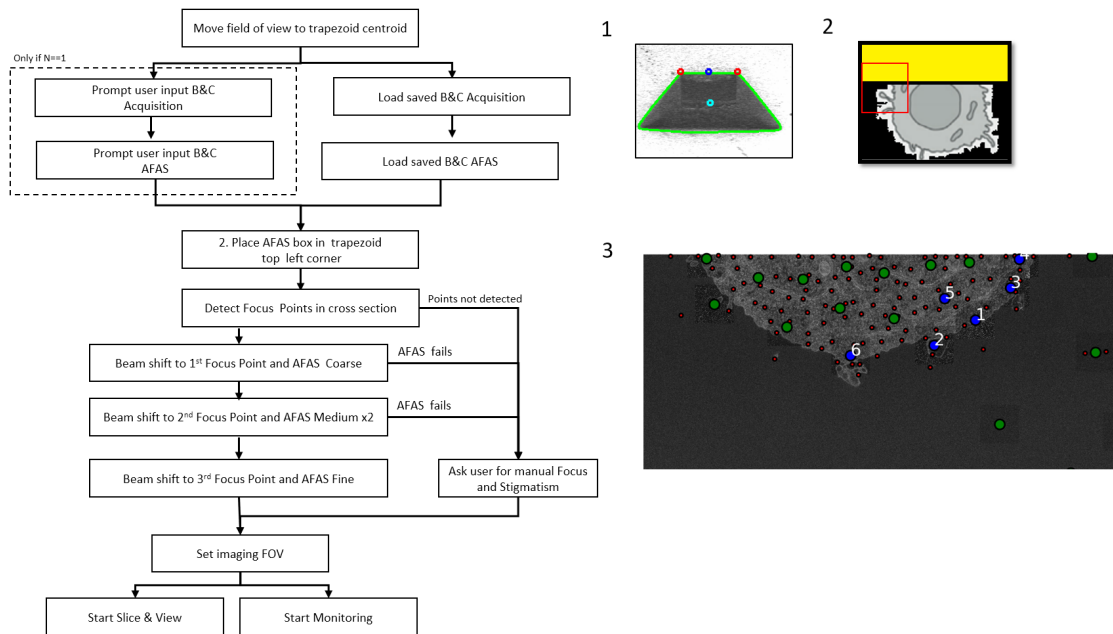 Move field of view to trapezoid centroid
Only if N==1
Prompt user input B&C
Acquisition
Load saved B&C Acquisition
Prompt user input B&C
AFAS
Load saved B&C AFAS
2. Place AFAS box in trapezoid
top left corner
Detect Focus Points in cross section
Points not detected
Beam shift to 1st Focus Point and AFAS Coarse
AFAS fails
Beam shift to 2nd Focus Point and AFAS Medium x2
AFAS fails
Beam shift to 3rd Focus Point and AFAS Fine
Ask user for manual Focus
and Stigmatism
Set imaging FOV
Start Slice & View
Start Monitoring
1
2
3
4
3
5
1
2
6